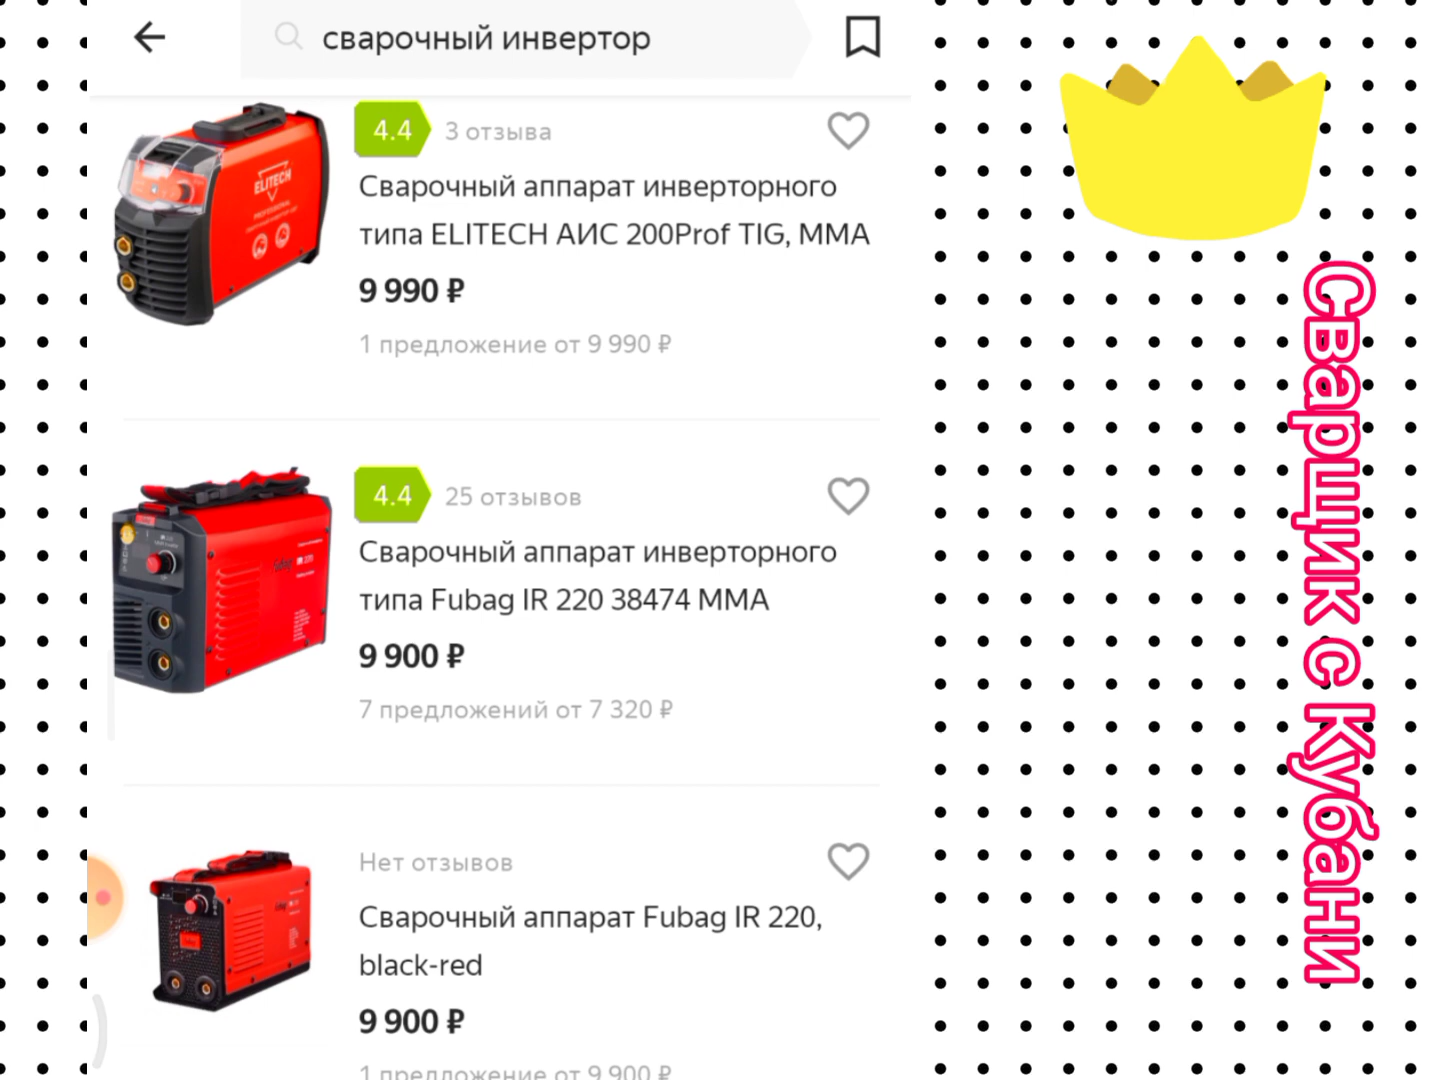 сварочный инвертор
4.4 3 отзыва
Сварочный аппарат инверторного
типа ELITECH АИС 200Prof TIG, MMA
9 990 ₽
1 предложение от 9 990 ₽
ELITECH
PROFESSIONAL
4.4 25 отзывов
Сварочный аппарат инверторного
типа Fubag IR 220 38474 MMA
9 900 ₽
7 предложений от 7 320 ₽
Нет отзывов
Сварочный аппарат Fubag IR 220,
black-red
9 900 ₽
1 предложение от 9 900 ₽
Сварщик с Кубани